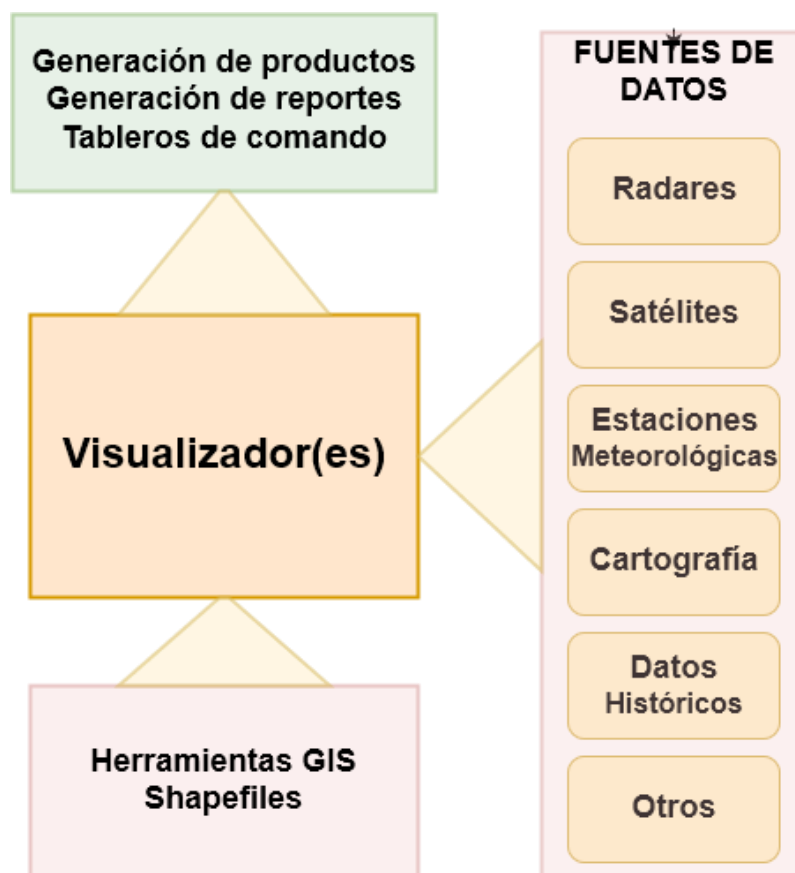 Generación de productos
Generación de reportes
Tableros de comando
Visualizador(es)
Herramientas GIS
Shapefiles
FUENTES DE
DATOS
Radares
Satélites
Estaciones
Meteorológicas
Cartografía
Datos
Históricos
Otros